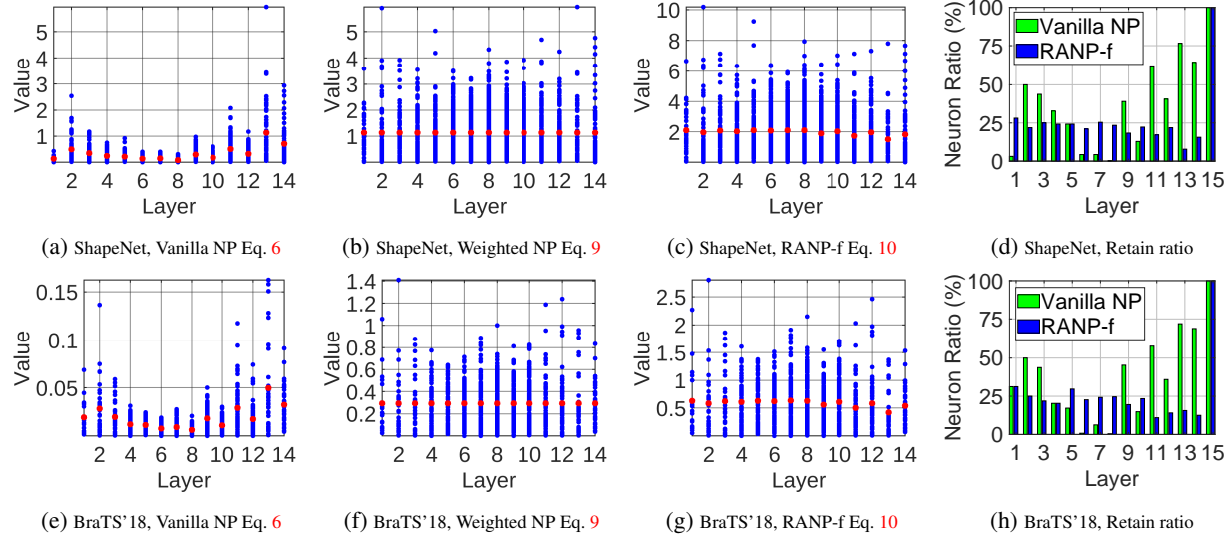 Value
5
4
3
2
1
2 4 6 8 10 12 14
Layer
(a) ShapeNet, Vanilla NP Eq. 6
Value
5
4
3
2
1
2 4 6 8 10 12 14
Layer
(b) ShapeNet, Weighted NP Eq. 9
Value
10
8
6
4
2
2 4 6 8 10 12 14
Layer
(c) ShapeNet, RANP-f Eq. 10
Neuron Ratio (%)
100
75
50
25
0
Vanilla NP
RANP-f
1 3 5 7 9 11 13 15
Layer
(d) ShapeNet, Retain ratio
Value
0.15
0.1
0.05
2 4 6 8 10 12 14
Layer
(e) BraTS'18, Vanilla NP Eq. 6
Value
1.4
1.2
1
0.8
0.6
0.4
0.2
2 4 6 8 10 12 14
Layer
(f) BraTS'18, Weighted NP Eq. 9
Value
2.5
2
1.5
1
0.5
2 4 6 8 10 12 14
Layer
(g) BraTS'18, RANP-f Eq. 10
Neuron Ratio (%)
100
75
50
25
0
Vanilla NP
RANP-f
1 3 5 7 9 11 13 15
Layer
(h) BraTS'18, Retain ratio